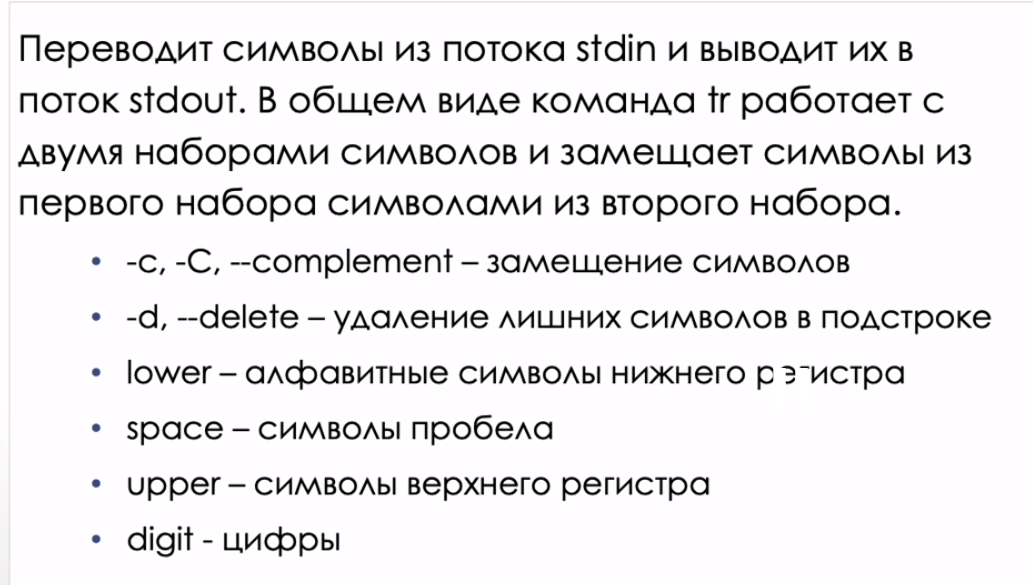 Переводит символы из потока stdin и выводит их в
поток stdout. В общем виде команда tr работает с
двумя наборами символов и замещает символы из
первого набора символами из второго набора.
• -c, -C, --complement – замещение символов
• -d, --delete – удаление лишних символов в подстроке
• lower – алфавитные символы нижнего регистра
• space – символы пробела
• upper – символы верхнего регистра
• digit - цифры